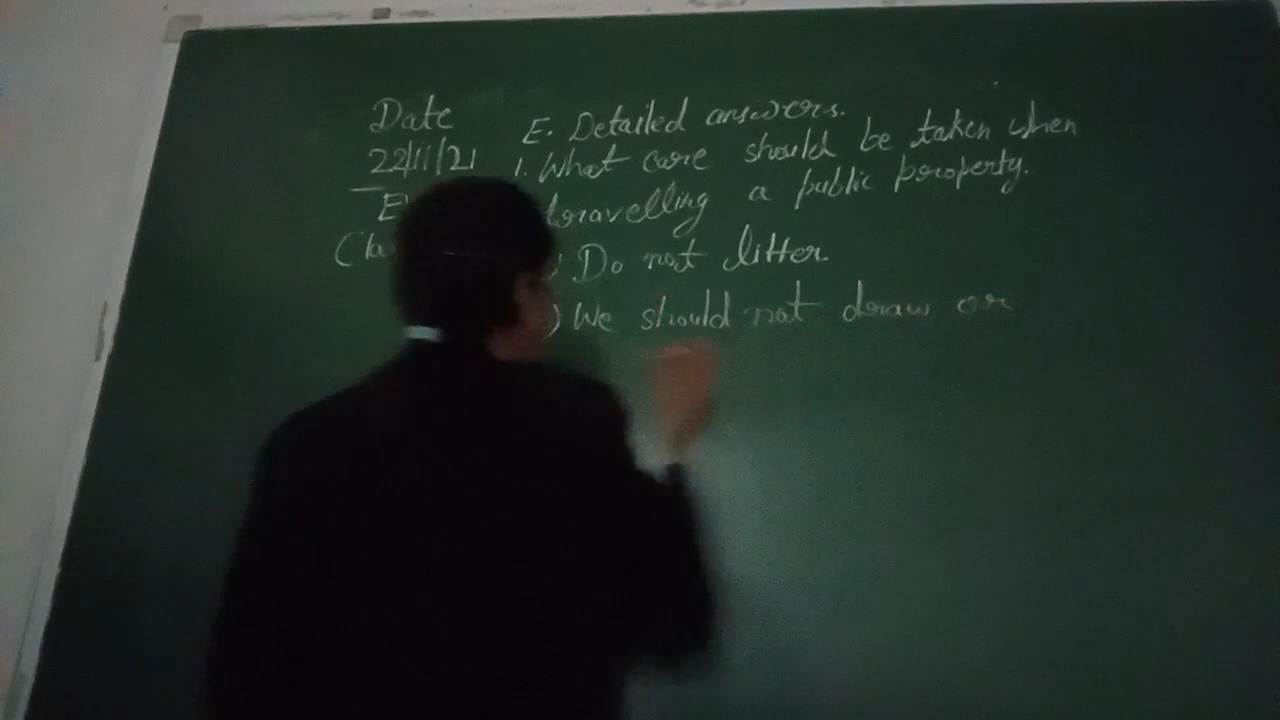 Date
22/11/21
E. Detailed answers.
1. What care should be taken when
travelling a public property.
) Do not litter.
) We should not draw or